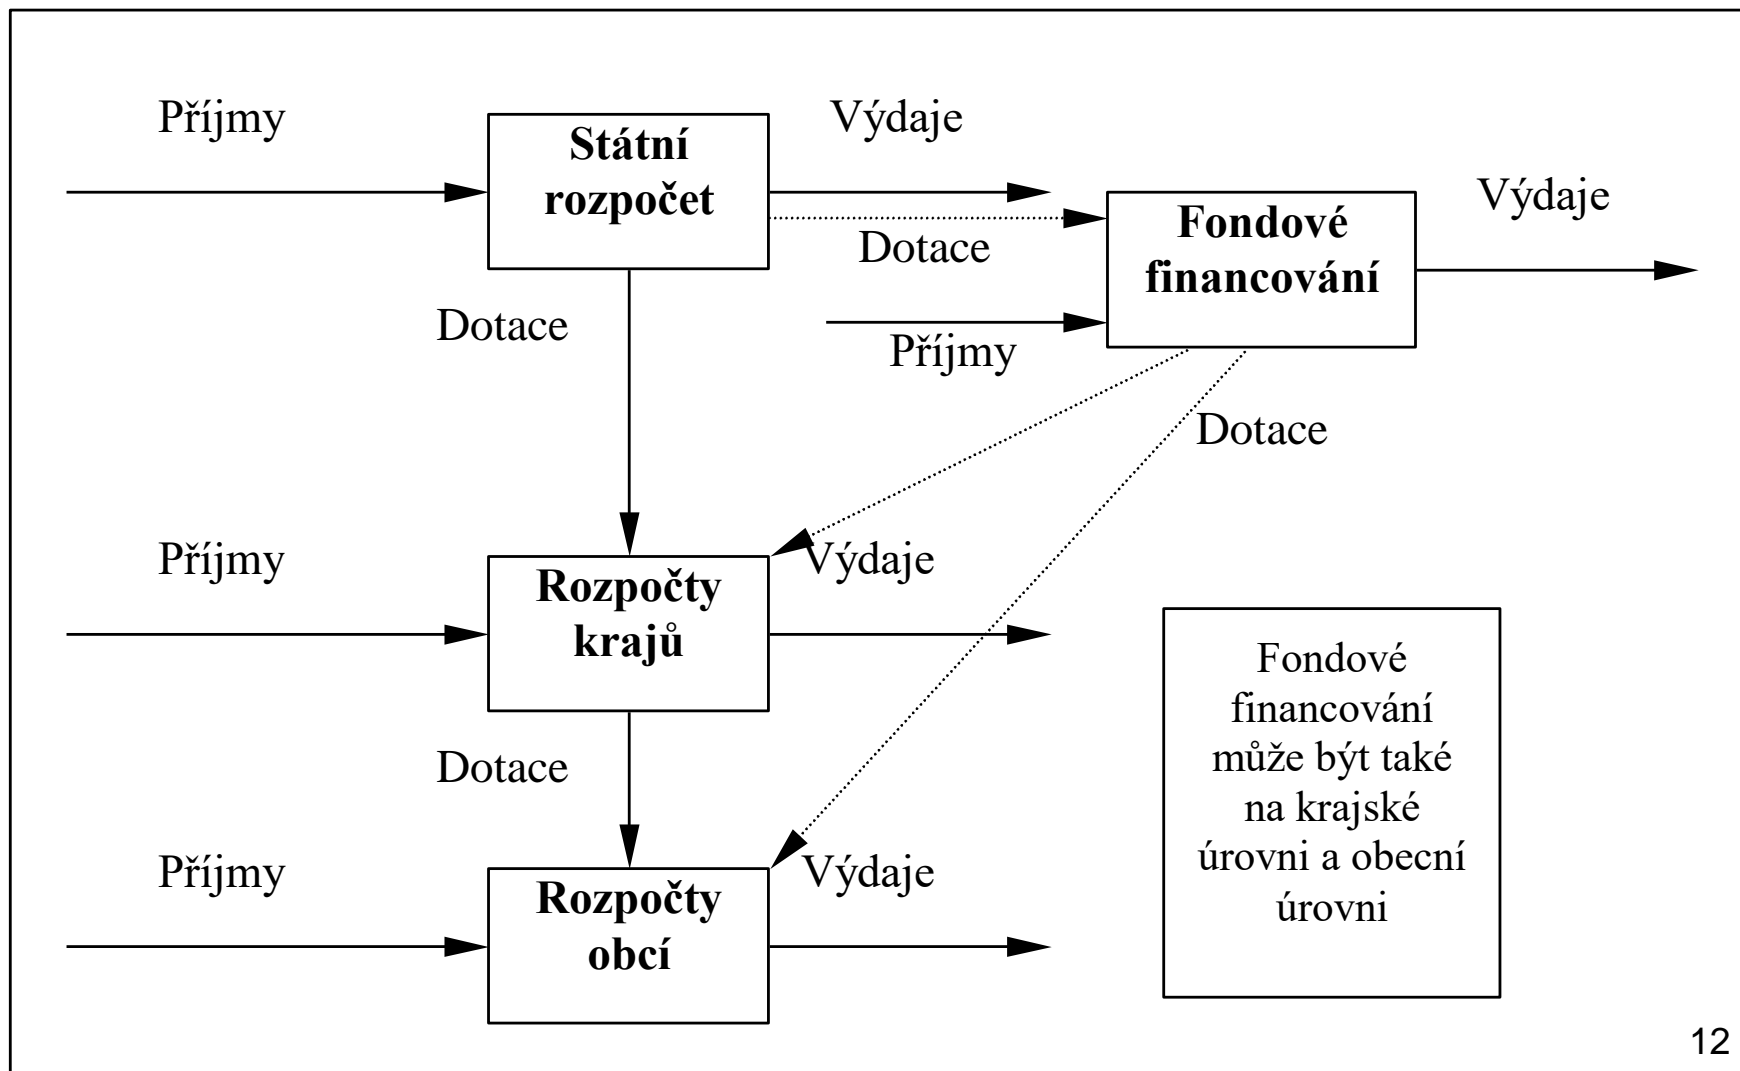 Příjmy
Státní
rozpočet
Výdaje
Dotace
Fondové
financování
Výdaje
Dotace
Příjmy
Dotace
Příjmy
Rozpočty
krajů
Výdaje
Dotace
Fondové
financování
může být také
na krajské
úrovni a obecní
úrovni
Příjmy
Rozpočty
obcí
Výdaje
12